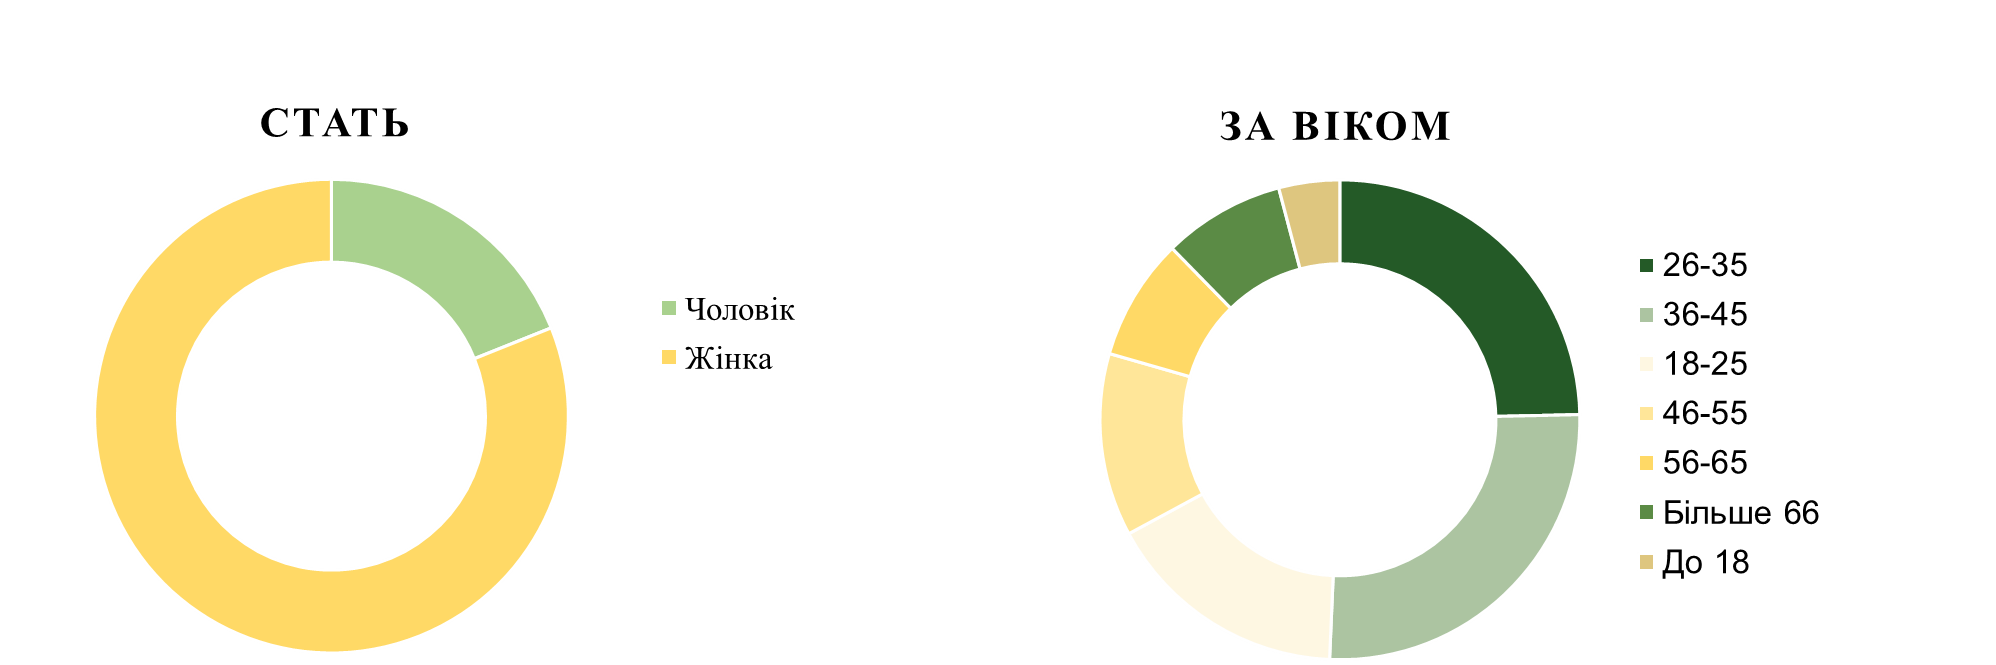 СТАТЬ
Чоловік
Жінка
ЗА ВІКОМ
26-35
36-45
18-25
46-55
56-65
Більше 66
До 18